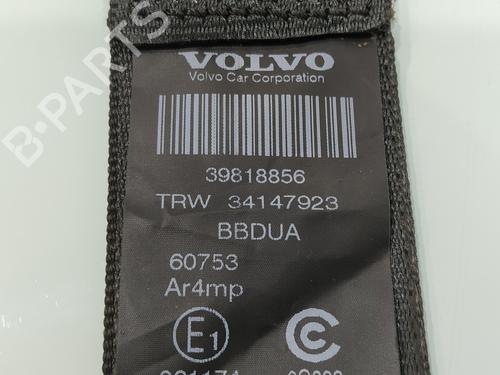 VOLVO
Volvo Car Corporation
39818856
TRW 34147923
BBDUA
60753
Ar4mp
E1
B-PARTS